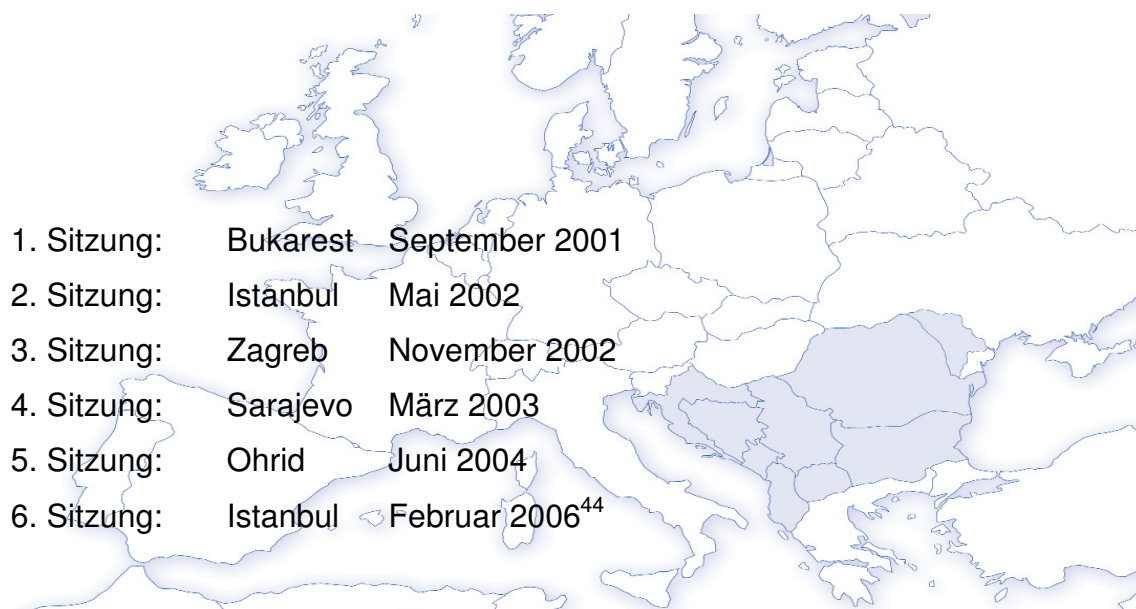 1. Sitzung: Bukarest September 2001
2. Sitzung: Istanbul Mai 2002
3. Sitzung: Zagreb November 2002
4. Sitzung: Sarajevo März 2003
5. Sitzung: Ohrid Juni 2004
6. Sitzung: Istanbul Februar 2006⁴⁴